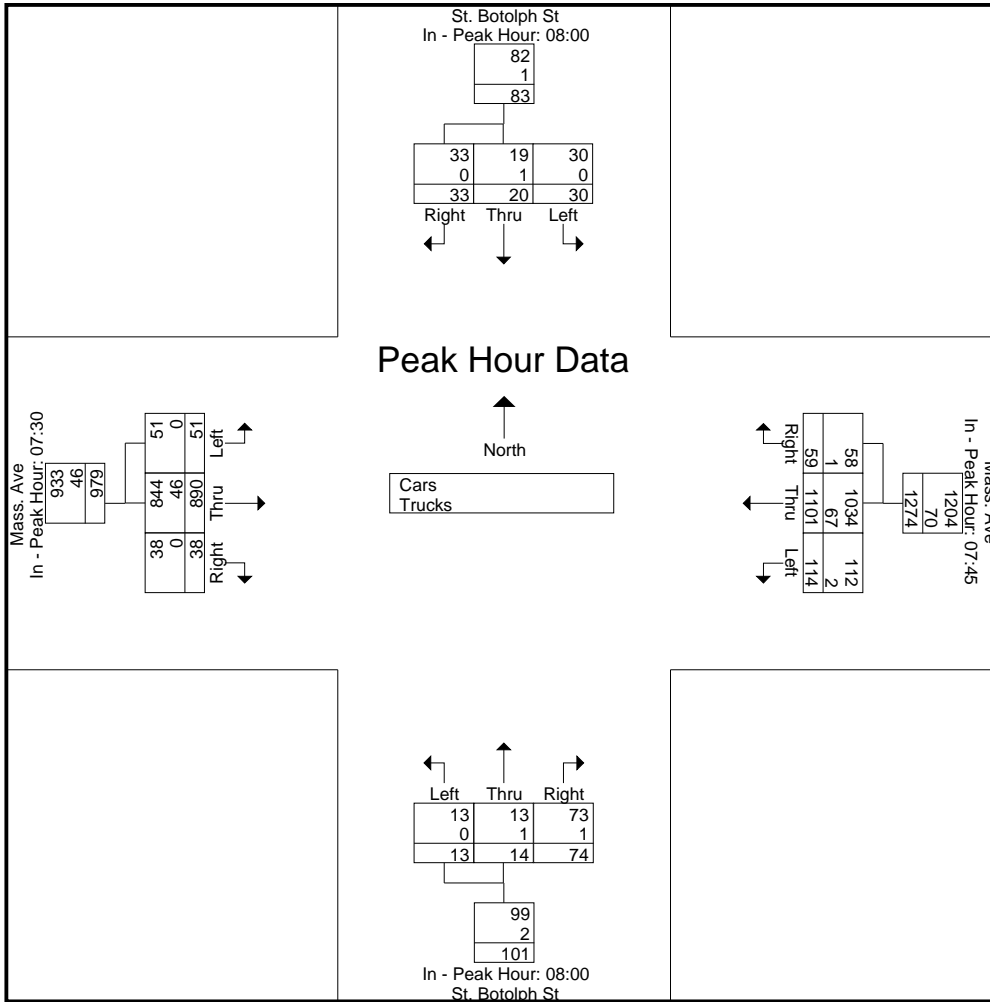 St. Botolph St
In - Peak Hour: 08:00
82
1
83
33 19 30
0 1 0
33 20 30
Right Thru Left
Peak Hour Data
North
Cars
Trucks
Mass. Ave
In - Peak Hour: 07:30
933
46
979
51 0 51
844 46 890
38 0 38
Left
Thru
Right
Right
Thru
Left
59 1 58
1101 67 1034
114 2 112
1274
70
1204
In - Peak Hour: 07:45
Mass. Ave
Left Thru Right
13 13 73
0 1 1
13 14 74
99
2
101
In - Peak Hour: 08:00
St. Botolph St